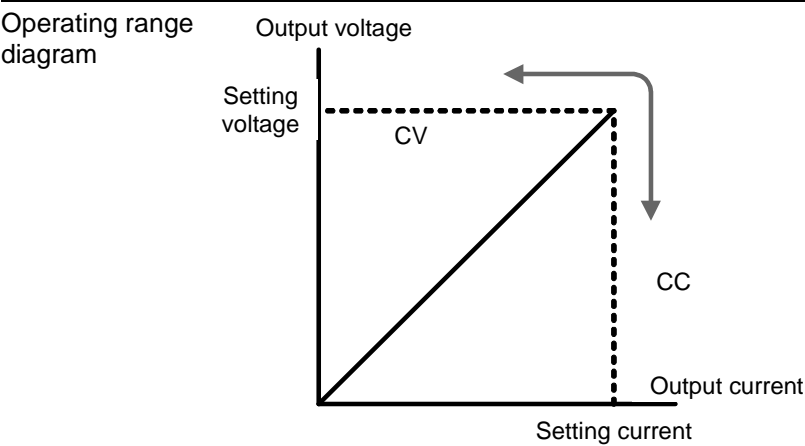 Operating range
diagram
Output voltage
Setting
voltage
CV
CC
Output current
Setting current